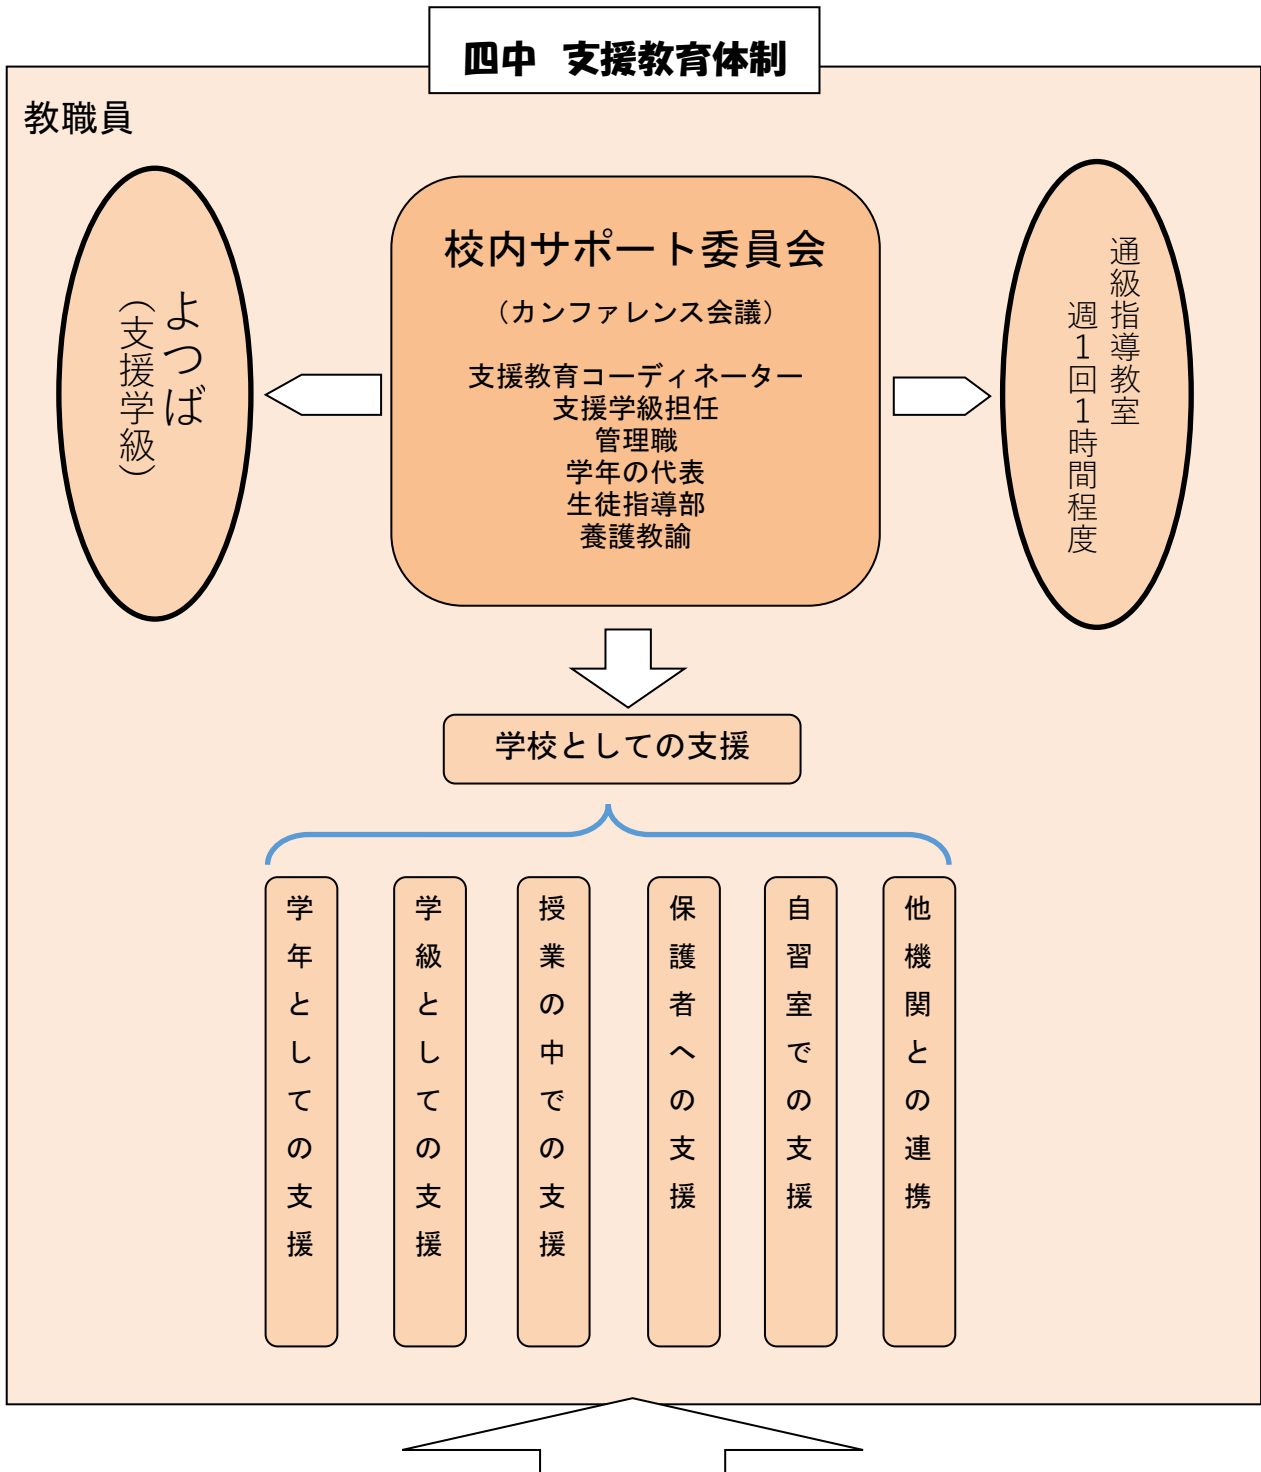 四中 支援教育体制
教職員
よつば
（支援学級）
校内サポート委員会
（カンファレンス会議）
支援教育コーディネーター
支援学級担任
管理職
学年の代表
生徒指導部
養護教諭
通級指導教室
週１回１時間程度
学校としての支援
学年としての支援
学級としての支援
授業の中での支援
保護者への支援
自習室での支援
他機関との連携